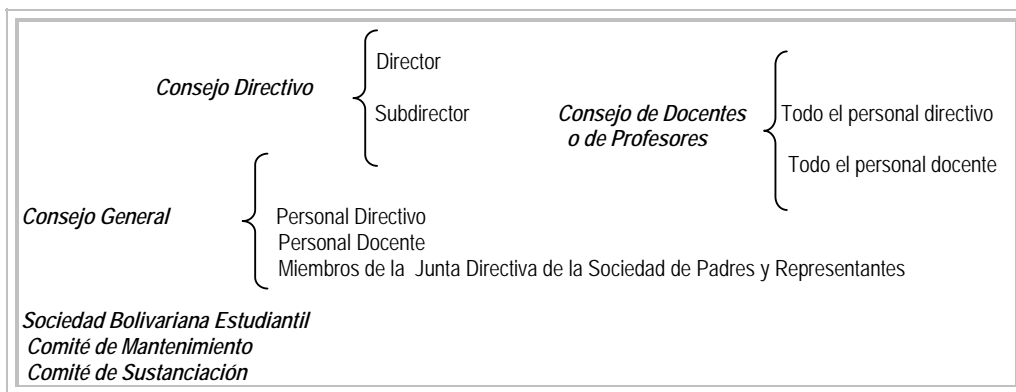 Consejo Directivo
Director
Subdirector
Consejo de Docentes
o de Profesores
Todo el personal directivo
Todo el personal docente
Consejo General
Personal Directivo
Personal Docente
Miembros de la Junta Directiva de la Sociedad de Padres y Representantes
Sociedad Bolivariana Estudiantil
Comité de Mantenimiento
Comité de Sustanciación